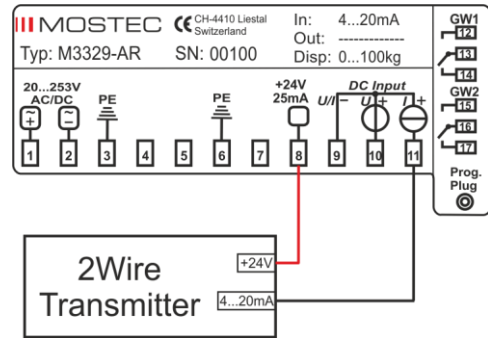 MOSTEC
CE CH-4410 Liestal
Switzerland
In: 4...20mA
Typ: M3329-AR
SN: 00100
Out: -------------
Disp: 0...100kg
GW1
12
13
14
GW2
15
16
17
Prog.
Plug
20...253V
AC/DC
PE
PE
+24V
25mA
DC Input
U/I − U + I +
~ +
~ −
1 2 3 4 5 6 7 8 9 10 11
2Wire
Transmitter
+24V
4...20mA